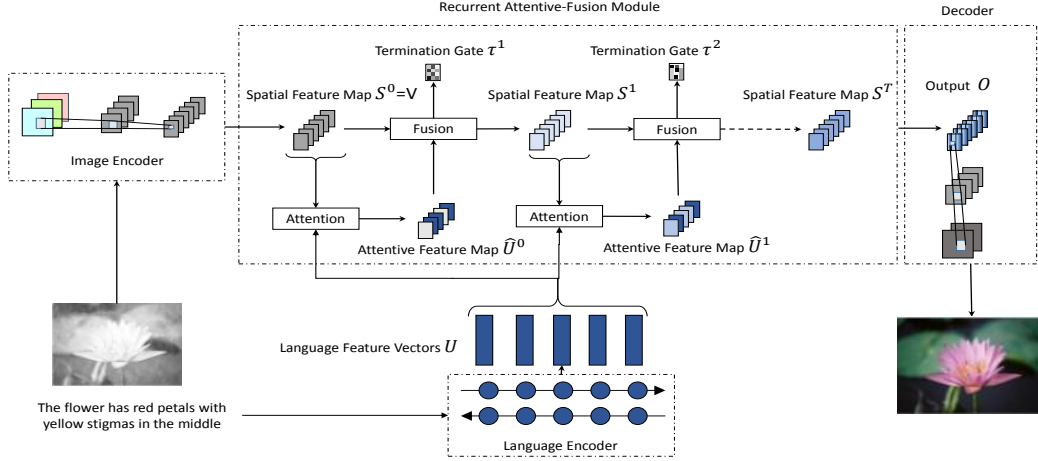 Recurrent Attentive-Fusion Module
Decoder
Termination Gate τ¹
Termination Gate τ²
Spatial Feature Map S⁰=V
Spatial Feature Map S¹
Spatial Feature Map Sᵀ
Output O
Fusion
Fusion
Image Encoder
Attention
Attention
Attentive Feature Map Û⁰
Attentive Feature Map Û¹
Language Feature Vectors U
The flower has red petals with
yellow stigmas in the middle
Language Encoder